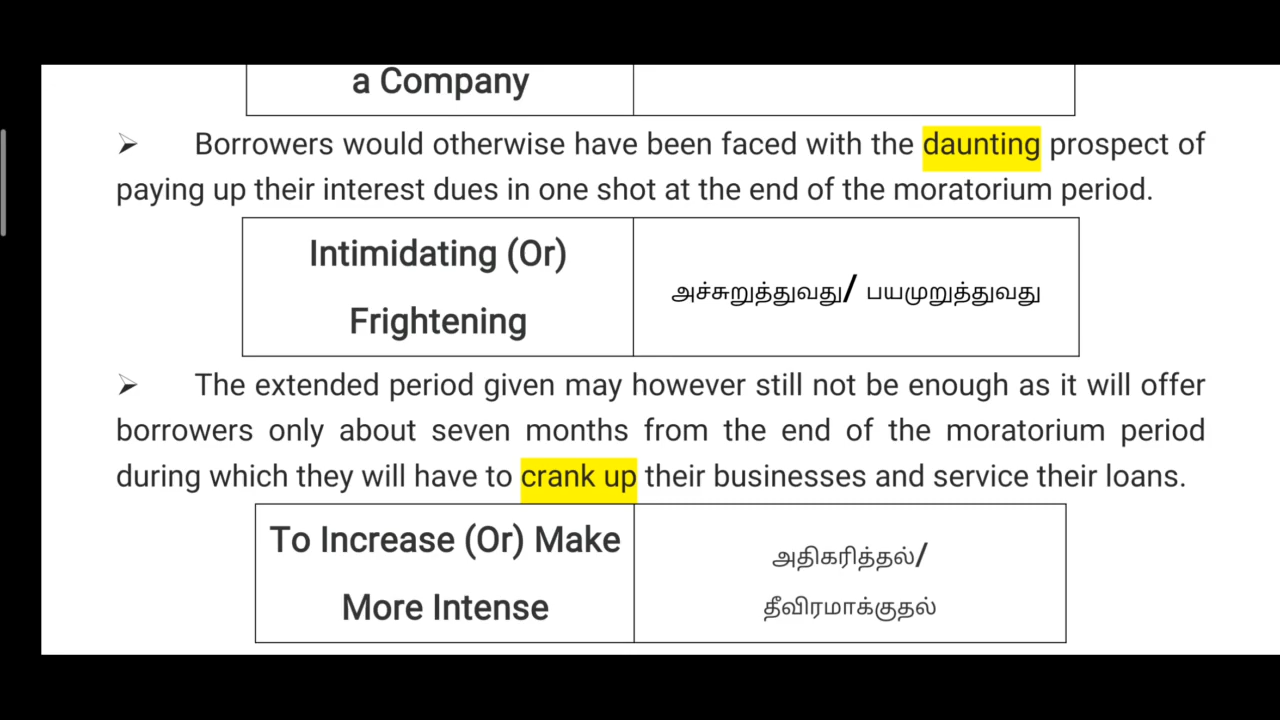 a Company
➢ Borrowers would otherwise have been faced with the daunting prospect of
paying up their interest dues in one shot at the end of the moratorium period.
Intimidating (Or)
Frightening
அச்சுறுத்துவது/ பயமுறுத்துவது
➢ The extended period given may however still not be enough as it will offer
borrowers only about seven months from the end of the moratorium period
during which they will have to crank up their businesses and service their loans.
To Increase (Or) Make
More Intense
அதிகரித்தல்/
தீவிரமாக்குதல்